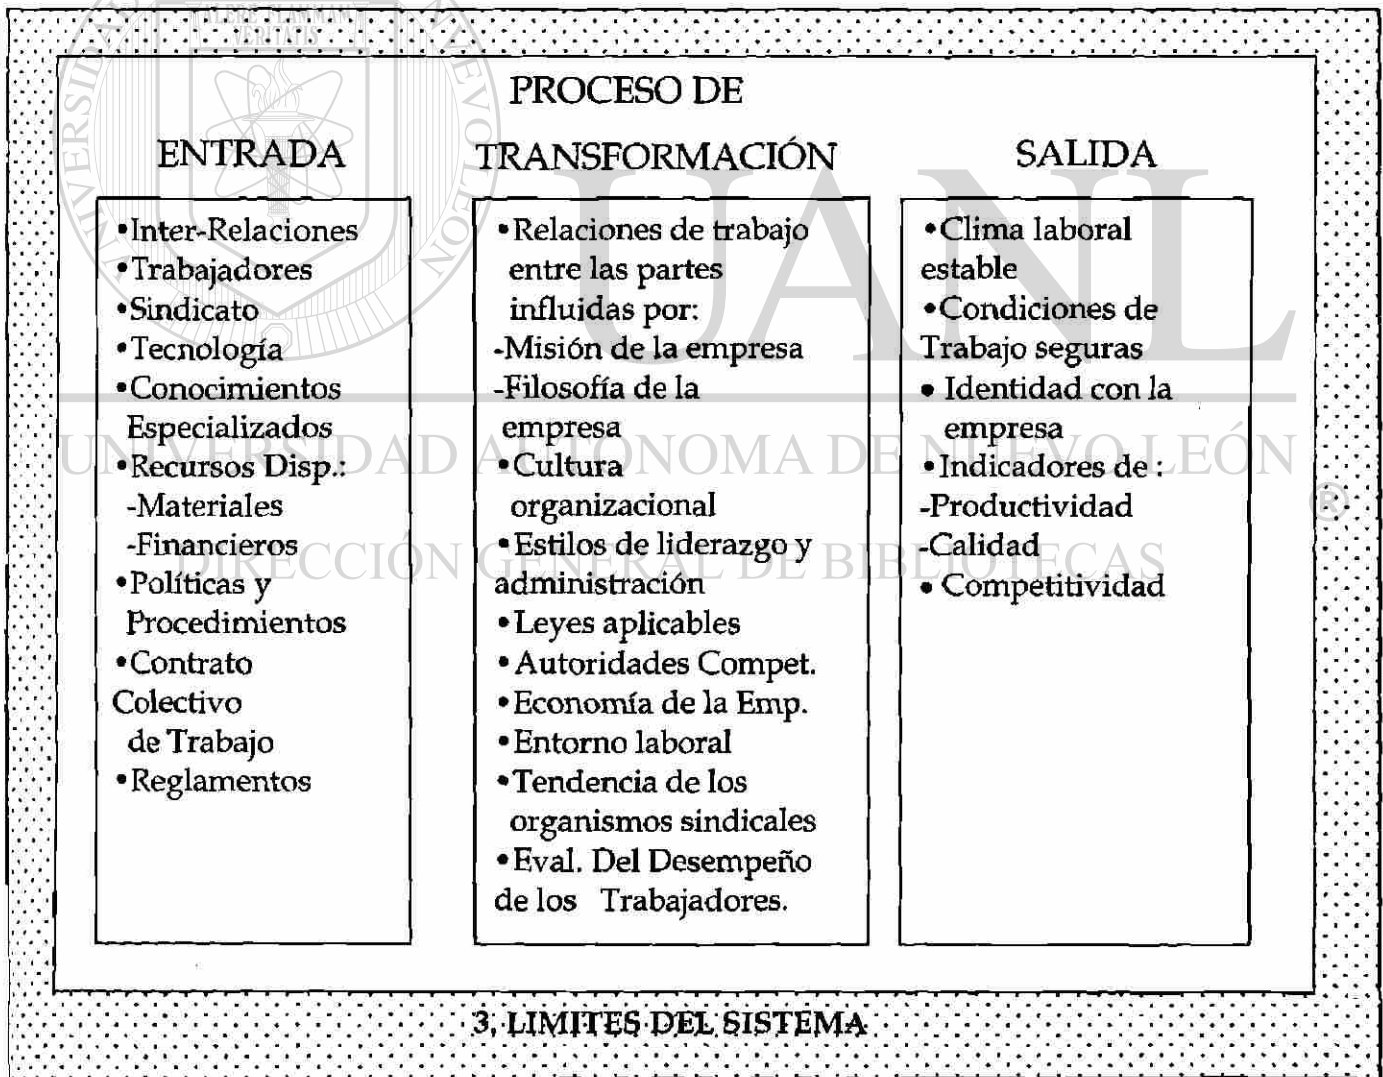 ALERE FLAMMAM
VERITATIS
PROCESO DE
TRANSFORMACIÓN
ENTRADA
SALIDA
•Inter-Relaciones
•Trabajadores
•Sindicato
•Tecnología
•Conocimientos
Especializados
•Recursos Disp.:
-Materiales
-Financieros
•Políticas y
Procedimientos
•Contrato
Colectivo
de Trabajo
•Reglamentos
•Relaciones de trabajo
entre las partes
influidas por:
-Misión de la empresa
-Filosofía de la
empresa
•Cultura
organizacional
•Estilos de liderazgo y
administración
•Leyes aplicables
•Autoridades Compet.
•Economía de la Emp.
•Entorno laboral
•Tendencia de los
organismos sindicales
•Eval. Del Desempeño
de los Trabajadores.
•Clima laboral
estable
•Condiciones de
Trabajo seguras
• Identidad con la
empresa
•Indicadores de :
-Productividad
-Calidad
• Competitividad
3, LIMITES DEL SISTEMA
UANL
UNIVERSIDAD AUTÓNOMA DE NUEVO LEÓN
®
DIRECCIÓN GENERAL DE BIBLIOTECAS